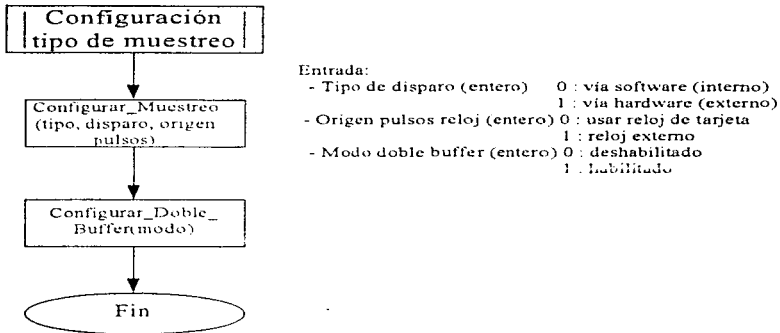 Configuración
tipo de muestreo
Configurar_Muestreo
(tipo, disparo, origen
pulsos)
Configurar_Doble_
Buffer(modo)
Fin
Entrada:
- Tipo de disparo (entero) 0 : vía software (interno)
1 : vía hardware (externo)
- Origen pulsos reloj (entero) 0 : usar reloj de tarjeta
1 : reloj externo
- Modo doble buffer (entero) 0 : deshabilitado
1 : habilitado